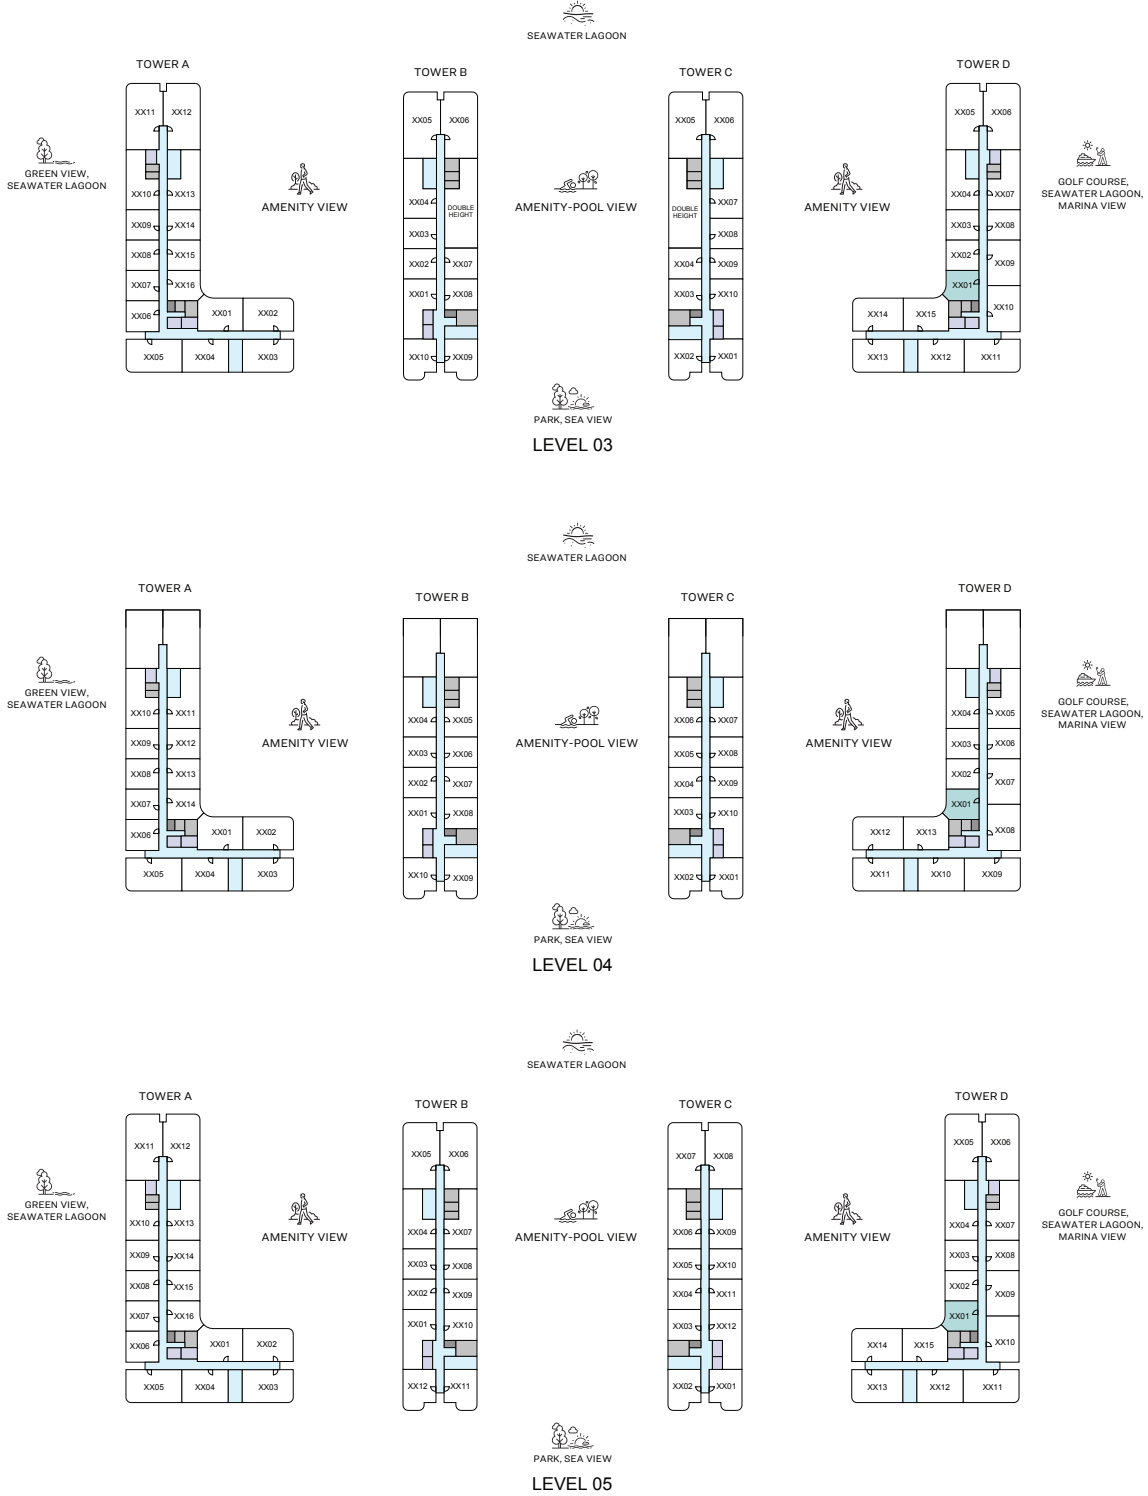 SEAWATER LAGOON
TOWER A
TOWER B
TOWER C
TOWER D
XX11 XX12
XX05 XX06
XX05 XX06
XX05 XX06
GREEN VIEW,
SEAWATER LAGOON
AMENITY VIEW
AMENITY-POOL VIEW
AMENITY VIEW
GOLF COURSE,
SEAWATER LAGOON,
MARINA VIEW
XX10 XX13
XX04 DOUBLE
HEIGHT
DOUBLE
HEIGHT XX07
XX04 XX07
XX09 XX14
XX03
XX08
XX03 XX08
XX08 XX15
XX02 XX07
XX04 XX09
XX02 XX09
XX07 XX16
XX01 XX08
XX03 XX10
XX01 XX10
XX06 XX01 XX02
XX14 XX15
XX05 XX04 XX03
XX10 XX09
XX02 XX01
XX13 XX12 XX11
PARK, SEA VIEW
LEVEL 03
SEAWATER LAGOON
TOWER A
TOWER B
TOWER C
TOWER D
GREEN VIEW,
SEAWATER LAGOON
AMENITY VIEW
AMENITY-POOL VIEW
AMENITY VIEW
GOLF COURSE,
SEAWATER LAGOON,
MARINA VIEW
XX10 XX11
XX04 XX05
XX06 XX07
XX04 XX05
XX09 XX12
XX03 XX06
XX05 XX08
XX03 XX06
XX08 XX13
XX02 XX07
XX04 XX09
XX02 XX07
XX07 XX14
XX01 XX08
XX03 XX10
XX01 XX08
XX06 XX01 XX02
XX12 XX13
XX05 XX04 XX03
XX10 XX09
XX02 XX01
XX11 XX10 XX09
PARK, SEA VIEW
LEVEL 04
SEAWATER LAGOON
TOWER A
TOWER B
TOWER C
TOWER D
XX11 XX12
XX05 XX06
XX07 XX08
XX05 XX06
GREEN VIEW,
SEAWATER LAGOON
AMENITY VIEW
AMENITY-POOL VIEW
AMENITY VIEW
GOLF COURSE,
SEAWATER LAGOON,
MARINA VIEW
XX10 XX13
XX04 XX07
XX06 XX09
XX04 XX07
XX09 XX14
XX03 XX08
XX05 XX10
XX03 XX08
XX08 XX15
XX02 XX09
XX04 XX11
XX02 XX09
XX07 XX16
XX01 XX10
XX03 XX12
XX01 XX10
XX06 XX01 XX02
XX14 XX15
XX05 XX04 XX03
XX12 XX11
XX02 XX01
XX13 XX12 XX11
PARK, SEA VIEW
LEVEL 05